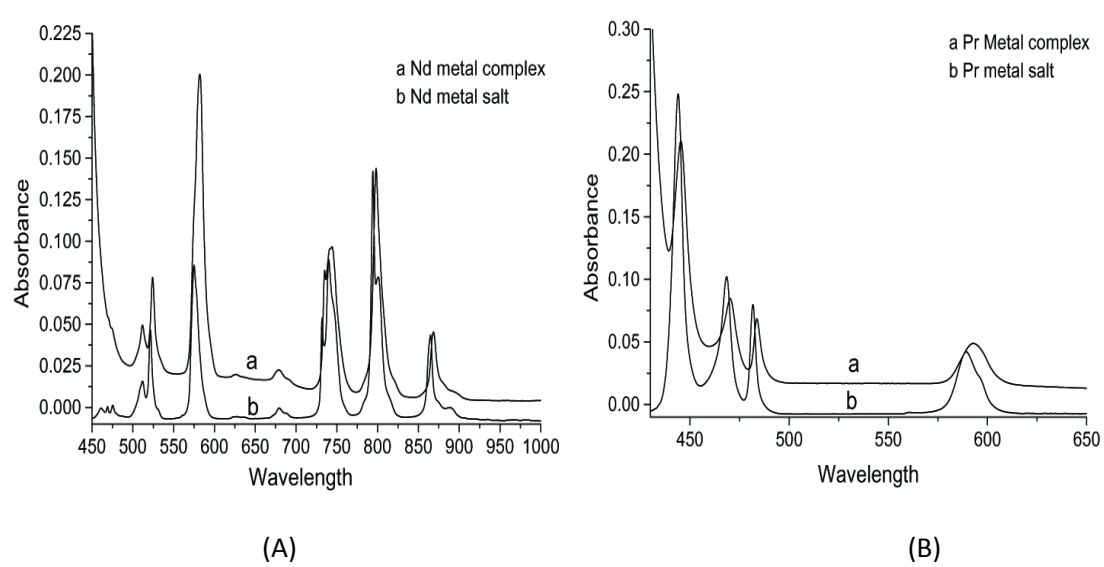 0.225
0.200
0.175
0.150
0.125
0.100
0.075
0.050
0.025
0.000
Absorbance
a Nd metal complex
b Nd metal salt
a
b
450 500 550 600 650 700 750 800 850 900 950 1000
Wavelength
(A)
0.30
0.25
0.20
0.15
0.10
0.05
0.00
Absorbance
a Pr Metal complex
b Pr metal salt
a
b
450 500 550 600 650
Wavelength
(B)